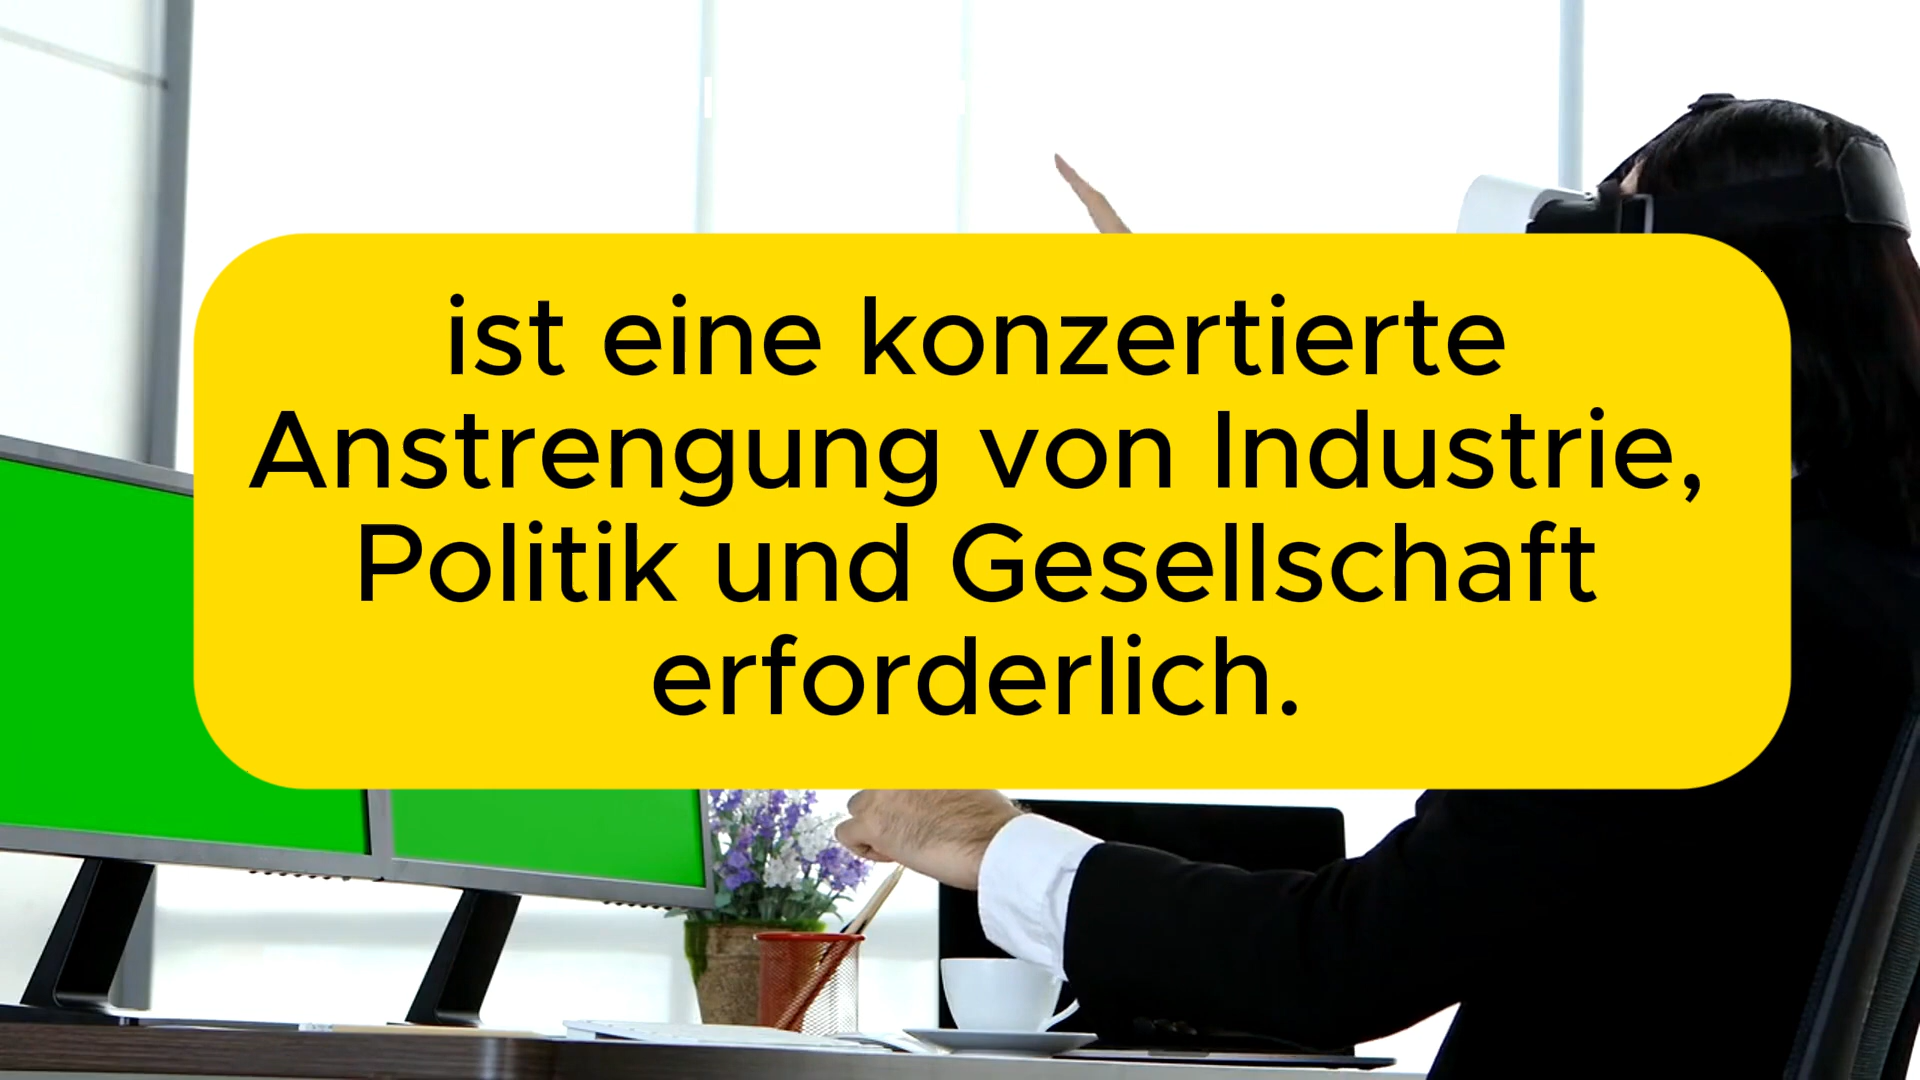 ist eine konzertierte
Anstrengung von Industrie,
Politik und Gesellschaft
erforderlich.